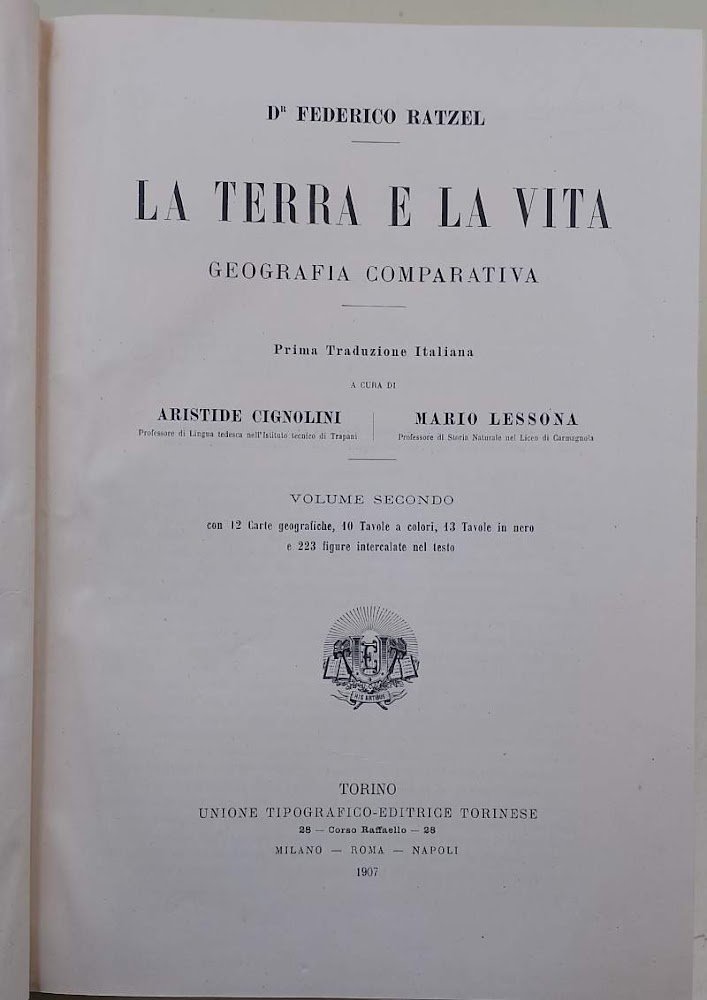 Dr FEDERICO RATZEL
LA TERRA E LA VITA
GEOGRAFIA COMPARATIVA
Prima Traduzione Italiana
A CURA DI
ARISTIDE CIGNOLINI
Professore di Lingua tedesca nell'Istituto tecnico di Trapani
MARIO LESSONA
Professore di Storia Naturale nel Liceo di Carmagnola
VOLUME SECONDO
con 12 Carte geografiche, 10 Tavole a colori, 13 Tavole in nero
e 223 figure intercalate nel testo
HIS ARTIBUS
TORINO
UNIONE TIPOGRAFICO-EDITRICE TORINESE
28 — Corso Raffaello — 28
MILANO — ROMA — NAPOLI
1907